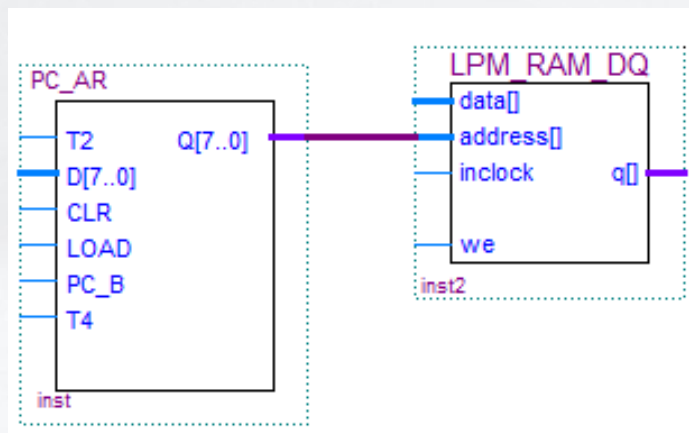 PC_AR
T2
Q[7..0]
D[7..0]
CLR
LOAD
PC_B
T4
inst
LPM_RAM_DQ
data[]
address[]
inclock
q[]
we
inst2